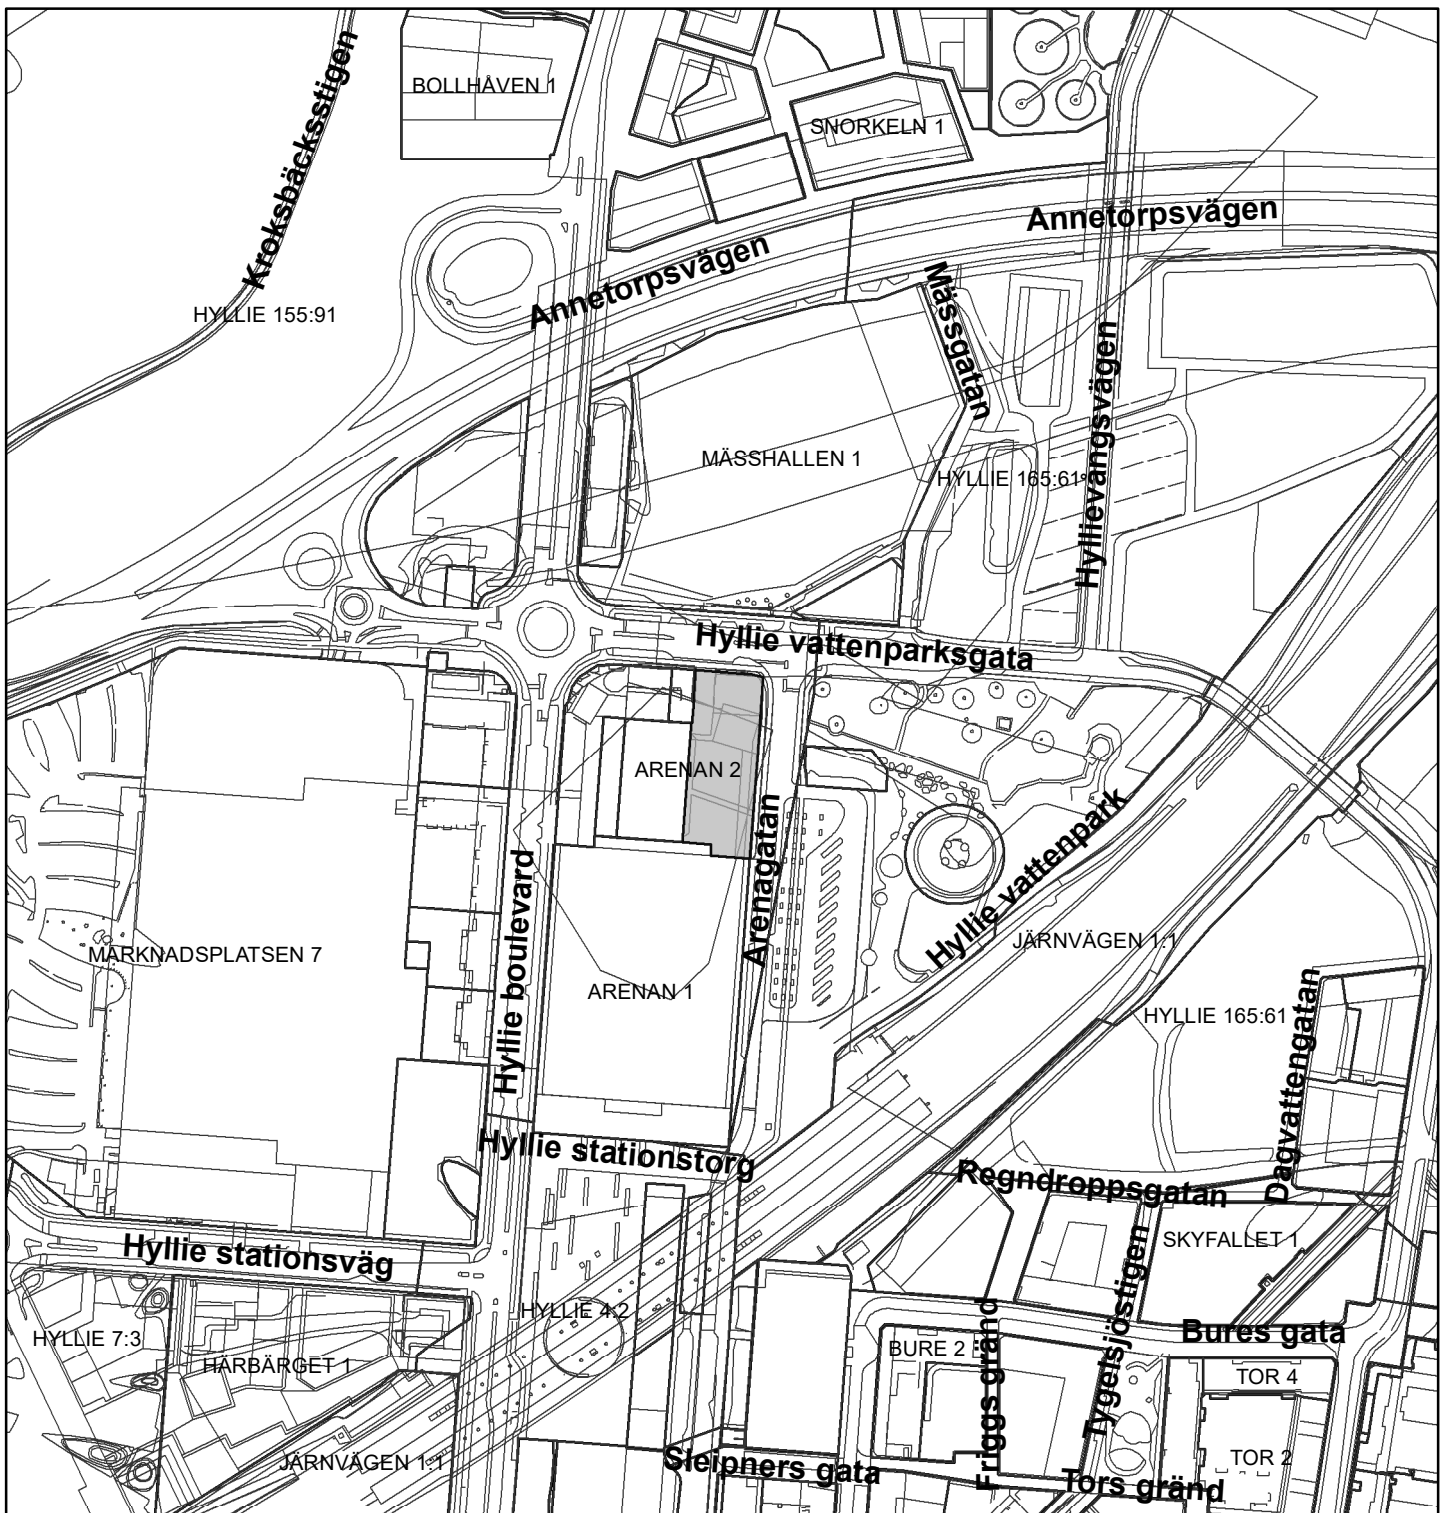 BOLLHÅVEN 1
SNORKELN 1
Kroksbäcksstigen
Annetorpsvägen
Annetorpsvägen
HYLLIE 155:91
Mässgatan
Hyllievangsvägen
MÄSSHALLEN 1
HYLLIE 165:61
Hyllie vattenparksgata
ARENAN 2
Arenagatan
Hyllie vattenpark
Hyllie boulevard
MARKNADSPLATSEN 7
JÄRNVÄGEN 1:1
ARENAN 1
HYLLIE 165:61
Dagvattengatan
Hyllie stationstorg
Regndroppsgatan
SKYFALLET 1
Hyllie stationsväg
Tygelsjöstigen
HYLLIE 4:2
HYLLIE 7:3
Bures gata
BURE 2
Friggs gränd
HÄRBÄRGET 1
TOR 4
JÄRNVÄGEN 1:1
Sleipners gata
TOR 2
Tors gränd